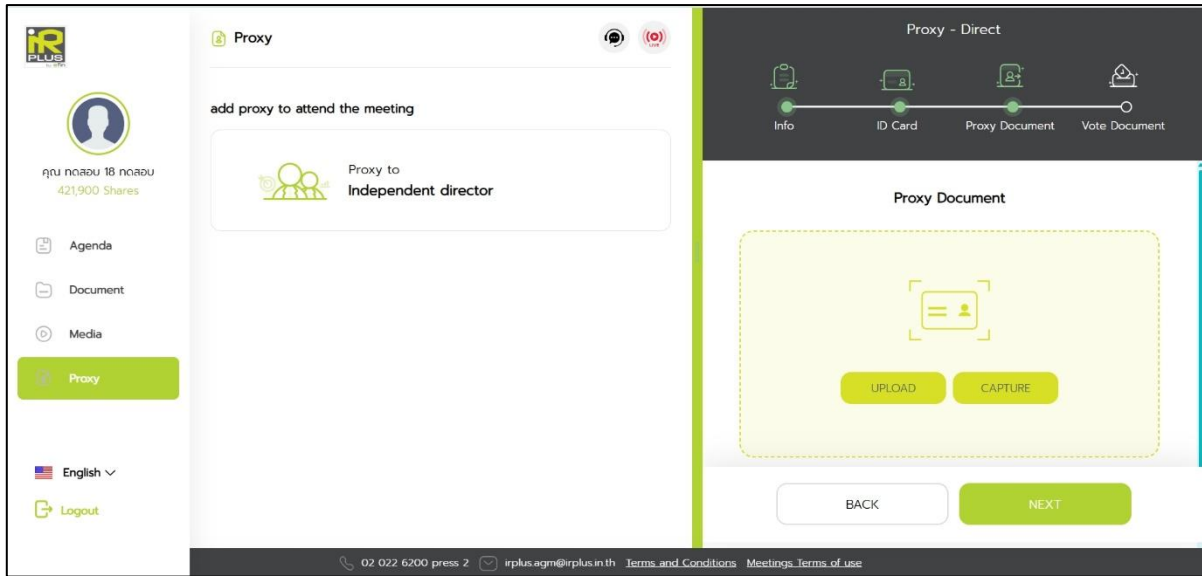 iR
PLUS
คุณ ทดสอบ 18 ทดสอบ
421,900 Shares
Agenda
Document
Media
Proxy
English
Logout
Proxy
LIVE
add proxy to attend the meeting
Proxy to
Independent director
Proxy - Direct
Info
ID Card
Proxy Document
Vote Document
Proxy Document
UPLOAD
CAPTURE
BACK
NEXT
02 022 6200 press 2 irplus.agm@irplus.in.th Terms and Conditions Meetings Terms of use